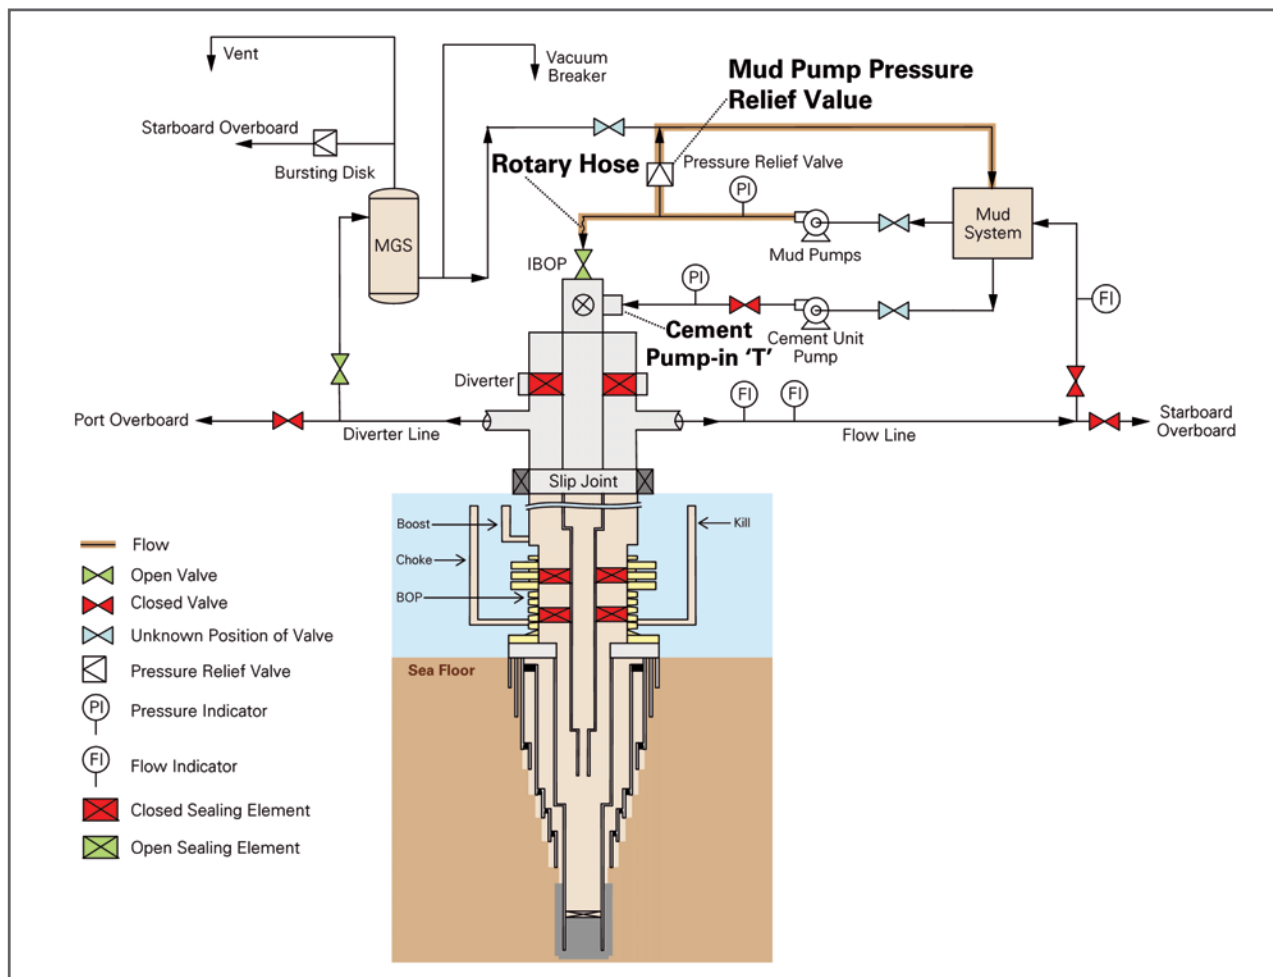 Vent
Vacuum
Breaker
Mud Pump Pressure
Relief Value
Starboard Overboard
Bursting Disk
Rotary Hose
Pressure Relief Valve
PI
MGS
Mud
System
Mud Pumps
IBOP
PI
FI
Cement
Pump-in ‘T’
Cement Unit
Pump
Diverter
FI
FI
Port Overboard
Diverter Line
Flow Line
Starboard
Overboard
Slip Joint
Boost
Kill
Choke
BOP
Sea Floor
Flow
Open Valve
Closed Valve
Unknown Position of Valve
Pressure Relief Valve
PI
Pressure Indicator
FI
Flow Indicator
Closed Sealing Element
Open Sealing Element